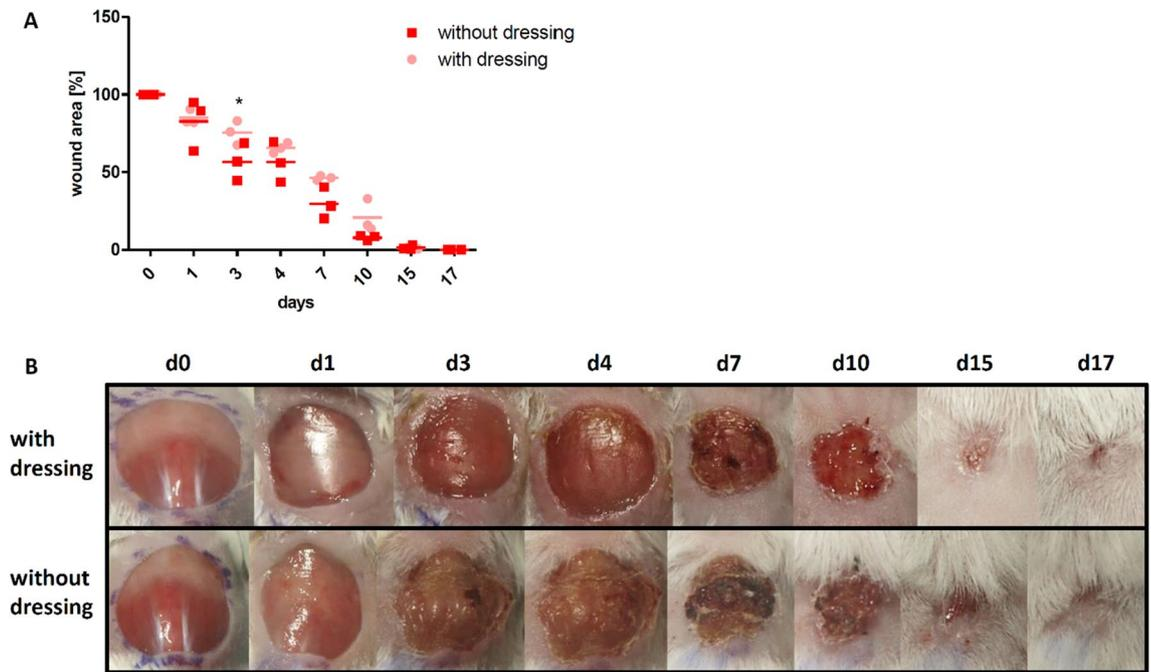 A
150
without dressing
with dressing
100
*
50
0
wound area [%]
0 1 3 4 7 10 15 17
days
B
d0 d1 d3 d4 d7 d10 d15 d17
with
dressing
without
dressing